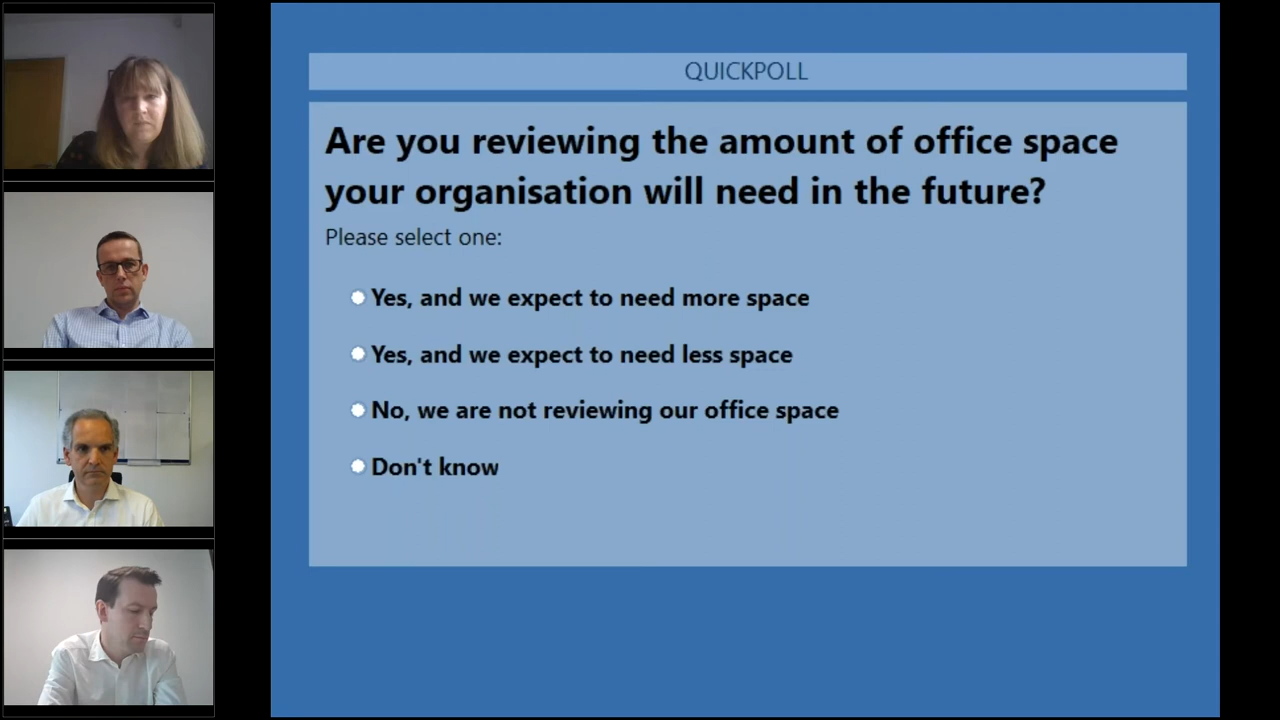 QUICKPOLL
Are you reviewing the amount of office space
your organisation will need in the future?
Please select one:
Yes, and we expect to need more space
Yes, and we expect to need less space
No, we are not reviewing our office space
Don't know